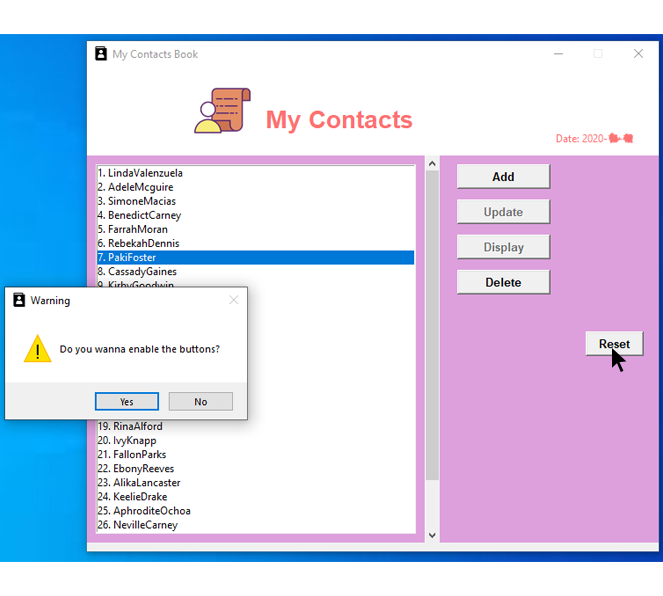 My Contacts Book
My Contacts
Date: 2020-
1. LindaValenzuela
2. AdeleMcguire
3. SimoneMacias
4. BenedictCarney
5. FarrahMoran
6. RebekahDennis
7. PakiFoster
8. CassadyGaines
9. KirbyGoodwin
19. RinaAlford
20. IvyKnapp
21. FallonParks
22. EbonyReeves
23. AlikaLancaster
24. KeelieDrake
25. AphroditeOchoa
26. NevilleCarney
Add
Update
Display
Delete
Reset
Warning
Do you wanna enable the buttons?
Yes
No